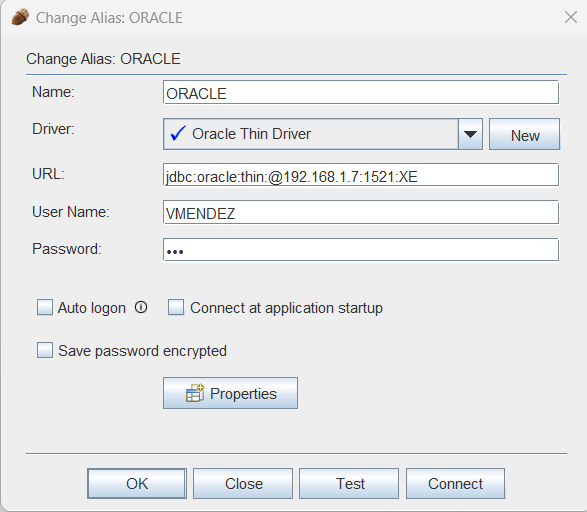 Change Alias: ORACLE
Change Alias: ORACLE
Name: ORACLE
Driver: Oracle Thin Driver New
URL: jdbc:oracle:thin:@192.168.1.7:1521:XE
User Name: VMENDEZ
Password: •••
Auto logon Connect at application startup
Save password encrypted
Properties
OK Close Test Connect